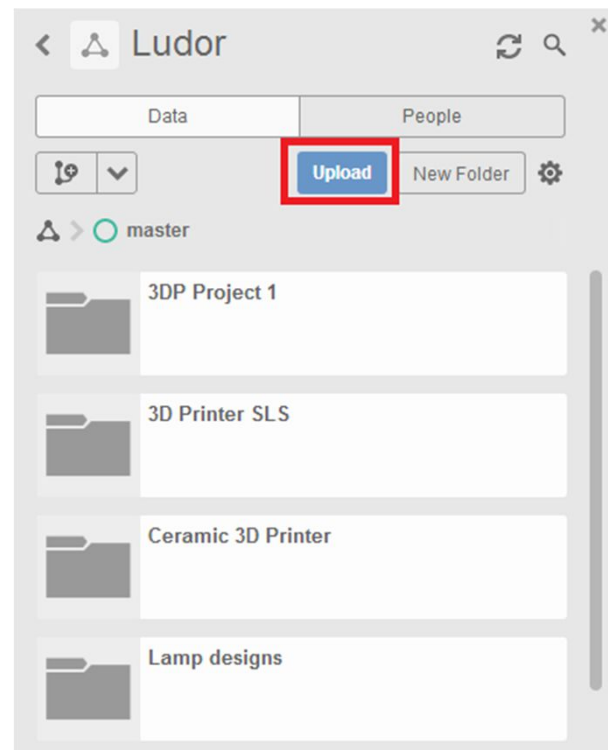 Ludor
Data People
Upload New Folder
master
3DP Project 1
3D Printer SLS
Ceramic 3D Printer
Lamp designs